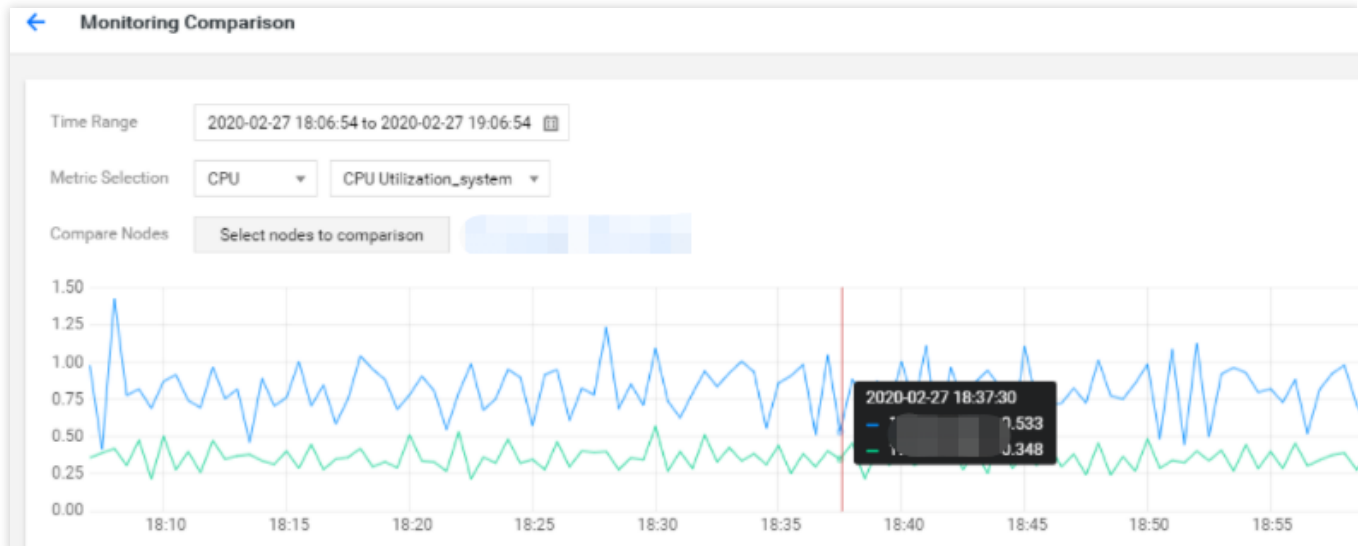 Monitoring Comparison
Time Range 2020-02-27 18:06:54 to 2020-02-27 19:06:54
Metric Selection CPU CPU Utilization_system
Compare Nodes Select nodes to comparison
1.50
1.25
1.00
0.75
0.50
0.25
0.00
2020-02-27 18:37:30
0.533
0.348
18:10 18:15 18:20 18:25 18:30 18:35 18:40 18:45 18:50 18:55